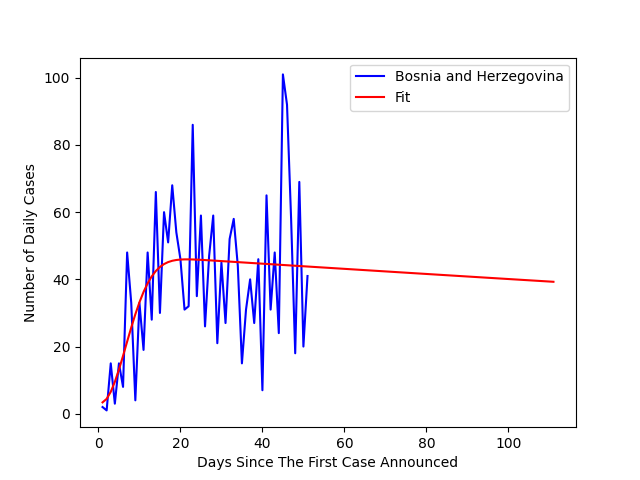 Bosnia and Herzegovina
Fit
Number of Daily Cases
100
80
60
40
20
0
0 20 40 60 80 100
Days Since The First Case Announced